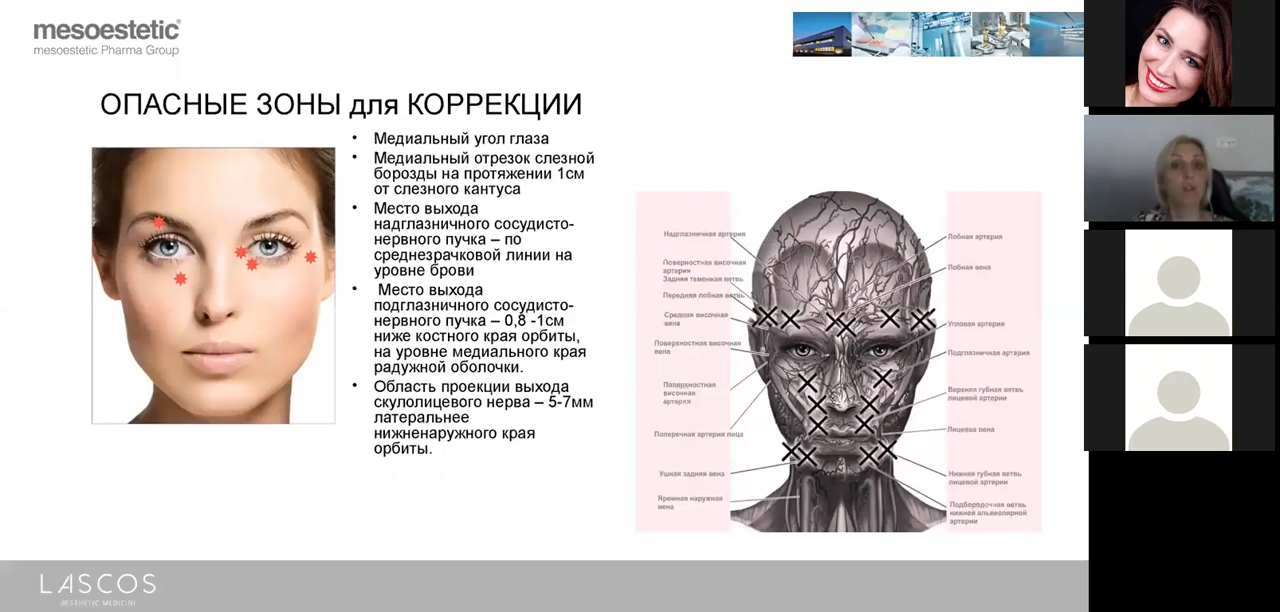 mesoestetic®
mesoestetic Pharma Group
ОПАСНЫЕ ЗОНЫ для КОРРЕКЦИИ
• Медиальный угол глаза
• Медиальный отрезок слезной
борозды на протяжении 1см
от слезного кантуса
• Место выхода
надглазничного сосудисто-
нервного пучка – по
среднезрачковой линии на
уровне брови
• Место выхода
подглазничного сосудисто-
нервного пучка – 0,8 -1см
ниже костного края орбиты,
на уровне медиального края
радужной оболочки.
• Область проекции выхода
скулолицевого нерва – 5-7мм
латеральнее
нижненаружного края
орбиты.
Надглазничная артерия
Поверхностная височная
артерия
Задняя теменная ветвь
Передняя лобная ветвь
Средняя височная
вена
Поверхностная височная
вена
Поверхностная
височная
артерия
Поперечная артерия лица
Ушная задняя вена
Яремная наружная
вена
Лобная артерия
Лобная вена
Угловая артерия
Подглазничная артерия
Верхняя губная ветвь
лицевой артерии
Лицевая вена
Нижняя губная ветвь
лицевой артерии
Подбородочная ветвь
нижней альвеолярной
артерии
LASCOS
AESTHETIC MEDICINE